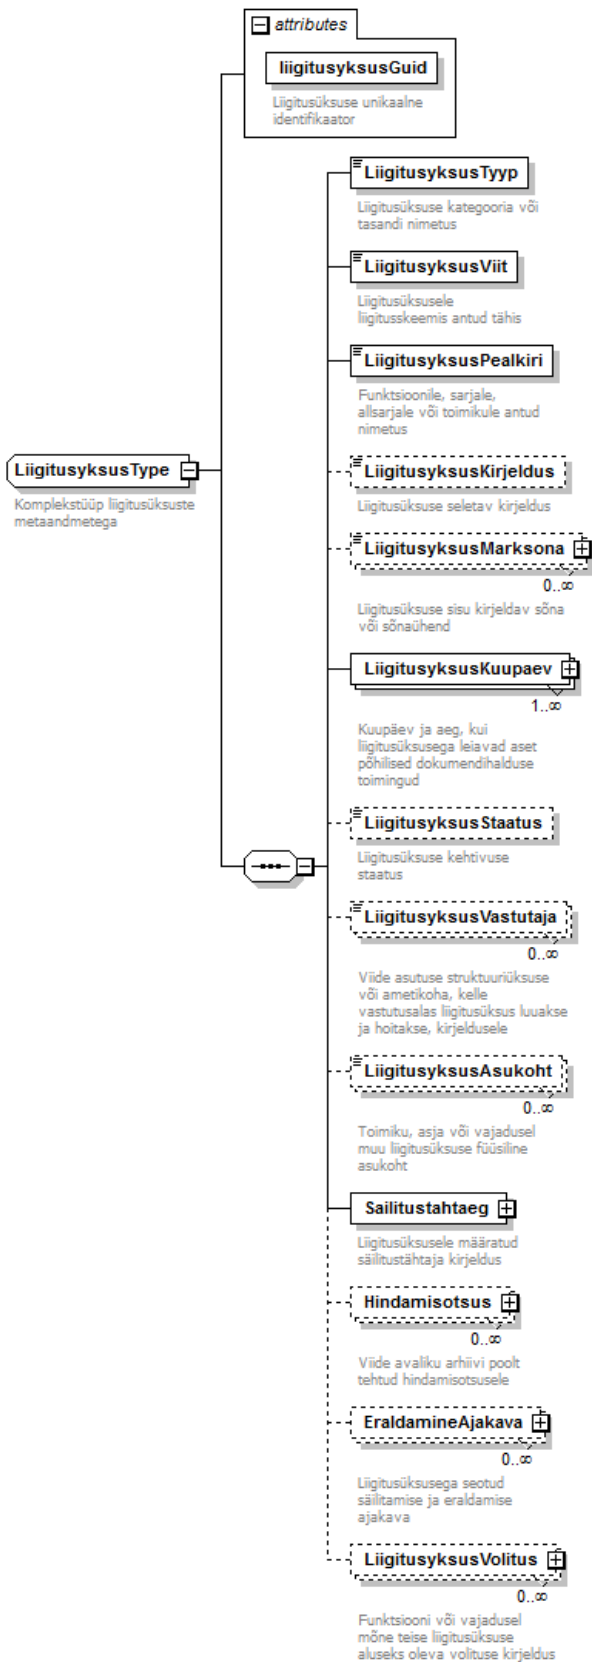 attributes
liigitusyksusGuid
Liigitusüksuse unikaalne
identifikaator
LiigitusyksusTyyp
Liigitusüksuse kategooria või
tasandi nimetus
LiigitusyksusViit
Liigitusüksusele
liigitusskeemis antud tähis
LiigitusyksusPealkiri
Funktsioonile, sarjale,
allsarjale või toimikule antud
nimetus
LiigitusyksusType
Komplekstüüp liigitusüksuste
metaandmetega
LiigitusyksusKirjeldus
Liigitusüksuse seletav kirjeldus
LiigitusyksusMarksona
0..∞
Liigitusüksuse sisu kirjeldav sõna
või sõnaühend
LiigitusyksusKuupaev
1..∞
Kuupäev ja aeg, kui
liigitusüksusega leiavad aset
põhilised dokumendihalduse
toimingud
LiigitusyksusStaatus
Liigitusüksuse kehtivuse
staatus
LiigitusyksusVastutaja
0..∞
Viide asutuse struktuuriüksuse
või ametikoha, kelle
vastutusalas liigitusüksus luuakse
ja hoitakse, kirjeldusele
LiigitusyksusAsukoht
0..∞
Toimiku, asja või vajadusel
muu liigitusüksuse füüsiline
asukoht
Sailitustahtaeg
Liigitusüksusele määratud
säilitustähtaja kirjeldus
Hindamisotsus
0..∞
Viide avaliku arhiivi poolt
tehtud hindamisotsusele
EraldamineAjakava
0..∞
Liigitusüksusega seotud
säilitamise ja eraldamise
ajakava
LiigitusyksusVolitus
0..∞
Funktsiooni või vajadusel
mõne teise liigitusüksuse
aluseks oleva volituse kirjeldus